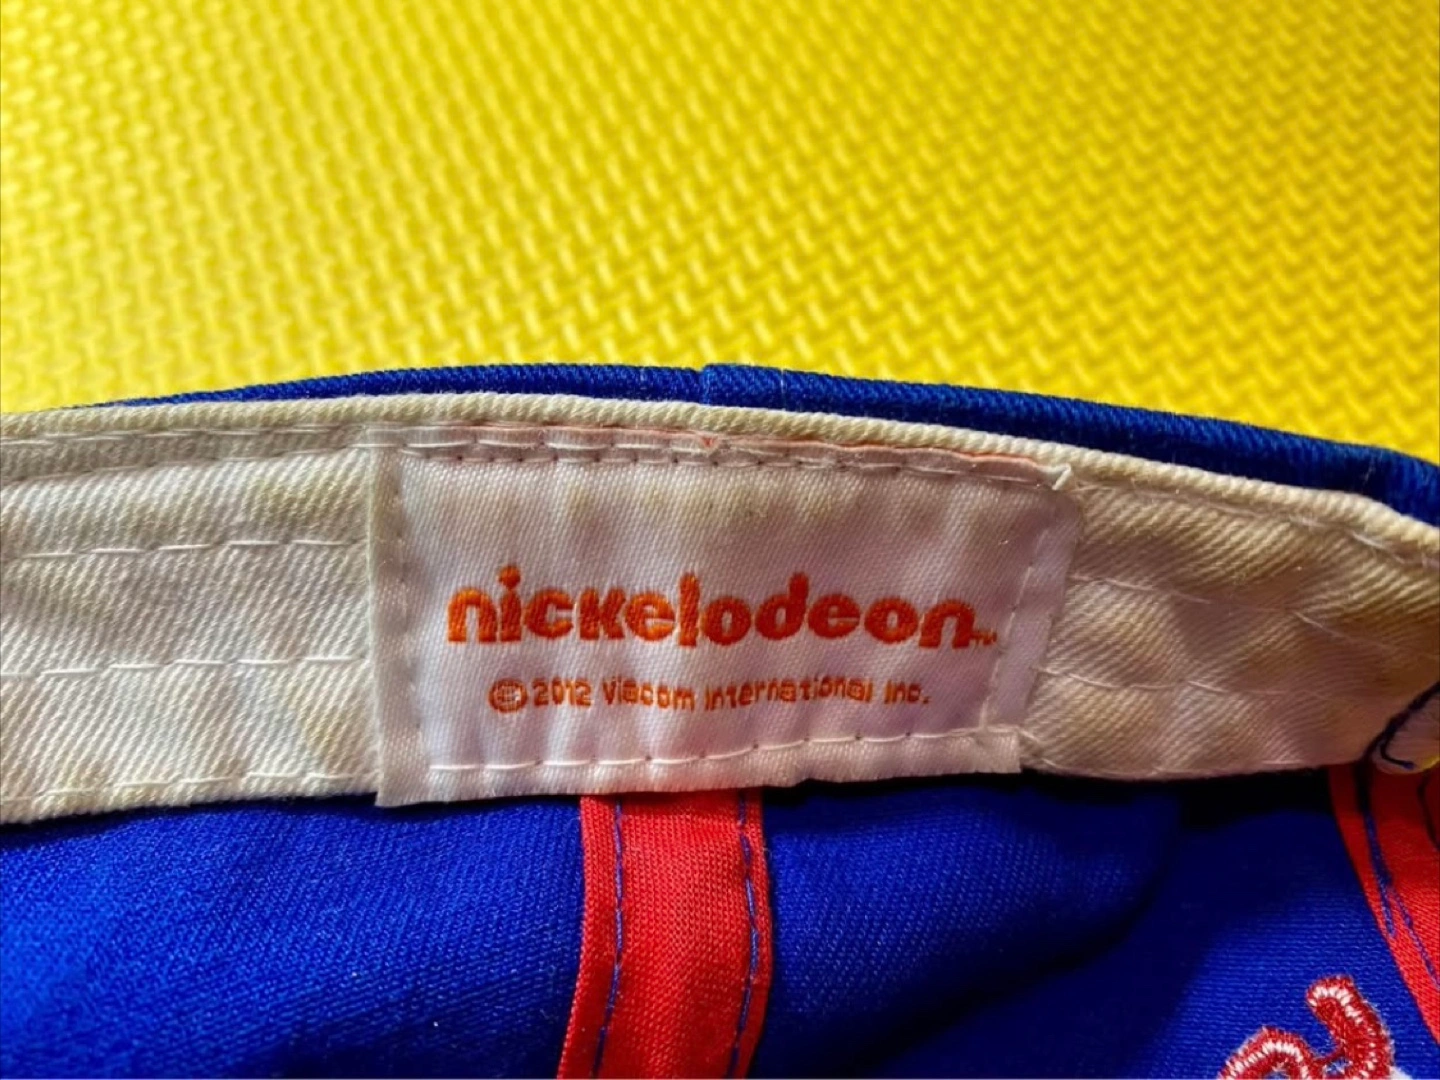 nickelodeon™
© 2012 Viacom International Inc.